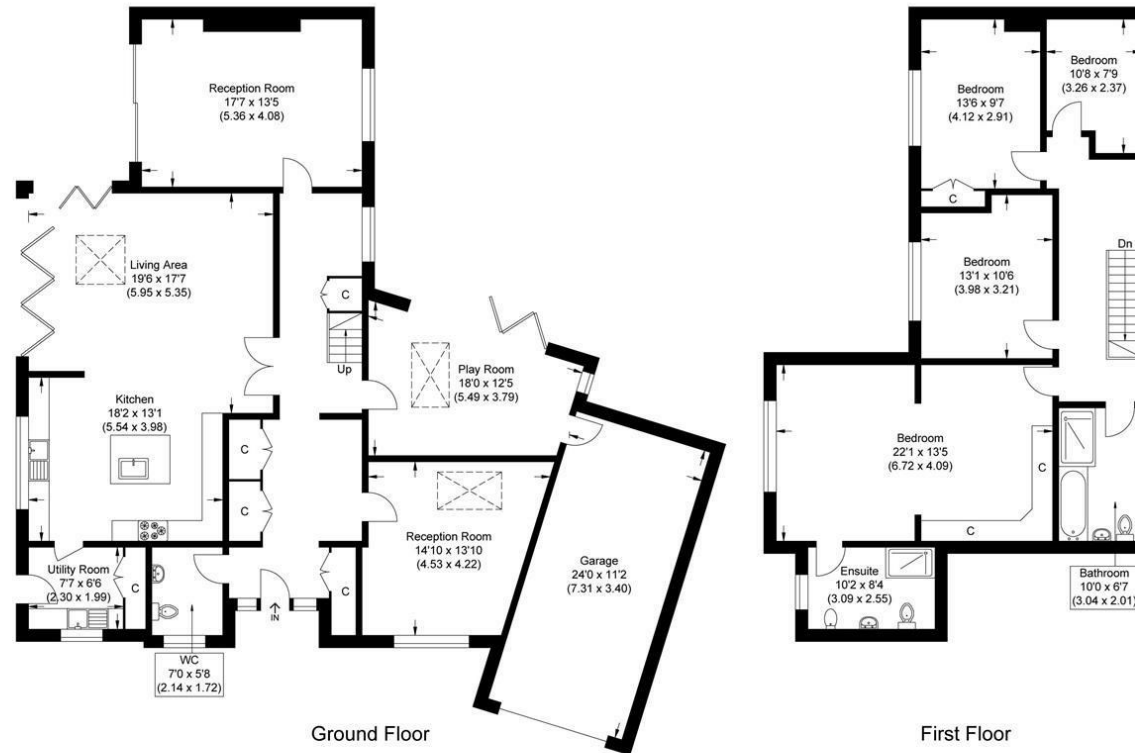 Reception Room
17'7 x 13'5
(5.36 x 4.08)
Living Area
19'6 x 17'7
(5.95 x 5.35)
C
Up
Play Room
18'0 x 12'5
(5.49 x 3.79)
Kitchen
18'2 x 13'1
(5.54 x 3.98)
C
C
Reception Room
14'10 x 13'10
(4.53 x 4.22)
Garage
24'0 x 11'2
(7.31 x 3.40)
Utility Room
7'7 x 6'6
(2.30 x 1.99)
C
IN
WC
7'0 x 5'8
(2.14 x 1.72)
Ground Floor
Bedroom
13'6 x 9'7
(4.12 x 2.91)
Bedroom
10'8 x 7'9
(3.26 x 2.37)
C
Bedroom
13'1 x 10'6
(3.98 x 3.21)
Dn
Bedroom
22'1 x 13'5
(6.72 x 4.09)
C
C
Ensuite
10'2 x 8'4
(3.09 x 2.55)
Bathroom
10'0 x 6'7
(3.04 x 2.01)
First Floor